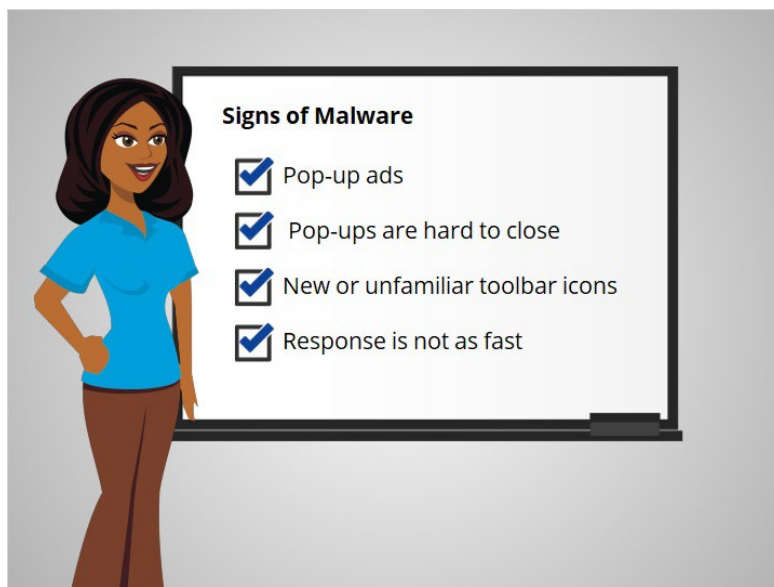 Signs of Malware
Pop-up ads
Pop-ups are hard to close
New or unfamiliar toolbar icons
Response is not as fast